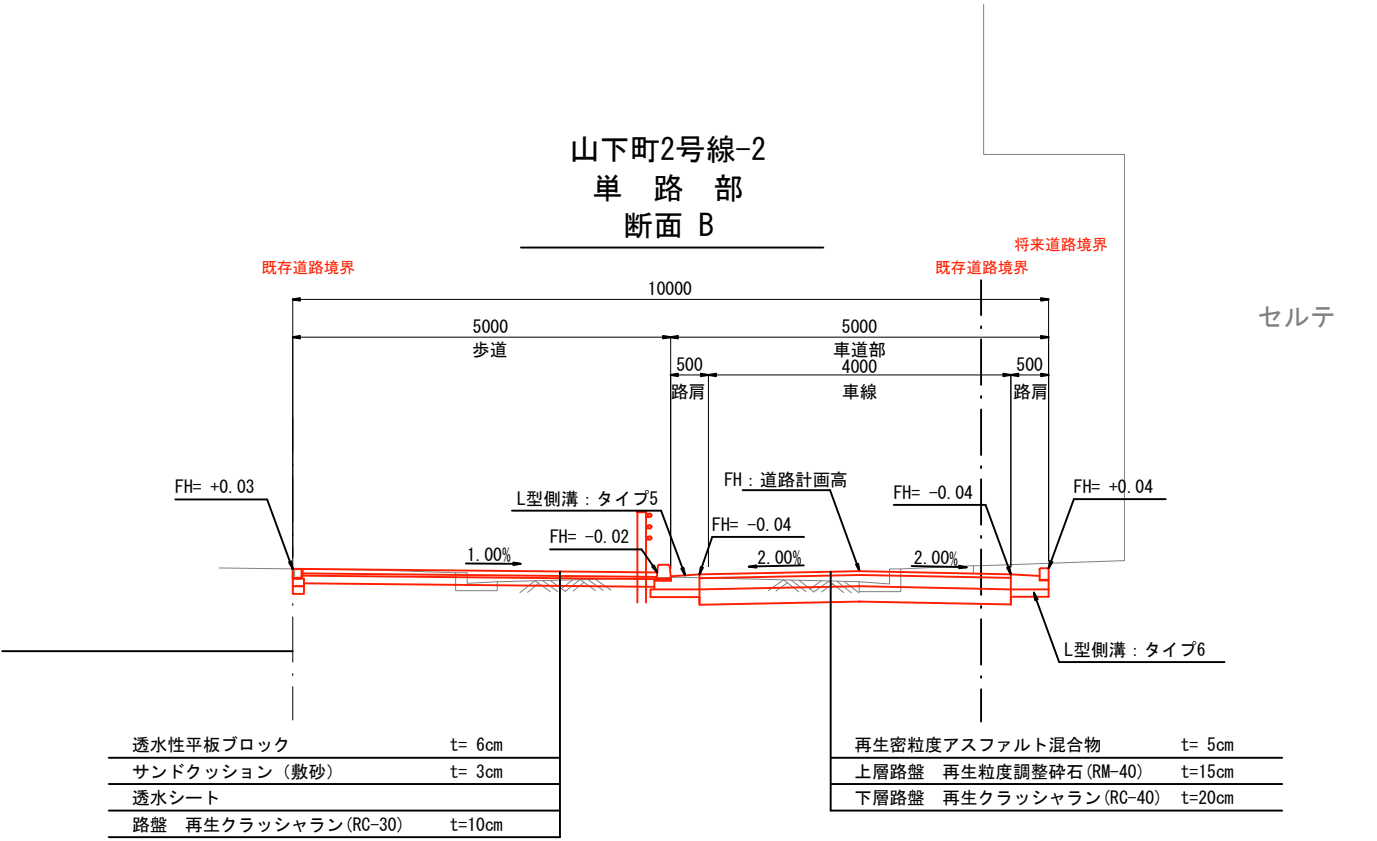 山下町2号線-2
単 路 部
断面 B
将来道路境界
既存道路境界
既存道路境界
10000
セルテ
5000
5000
歩道
車道部
500
4000
500
路肩
車線
路肩
FH= +0.03
L型側溝：タイプ5
FH：道路計画高
FH= -0.04
FH= +0.04
FH= -0.02
FH= -0.04
1.00%
2.00%
2.00%
L型側溝：タイプ6
透水性平板ブロック t= 6cm
サンドクッション（敷砂） t= 3cm
透水シート
路盤 再生クラッシャラン(RC-30) t=10cm
再生密粒度アスファルト混合物 t= 5cm
上層路盤 再生粒度調整砕石(RM-40) t=15cm
下層路盤 再生クラッシャラン(RC-40) t=20cm